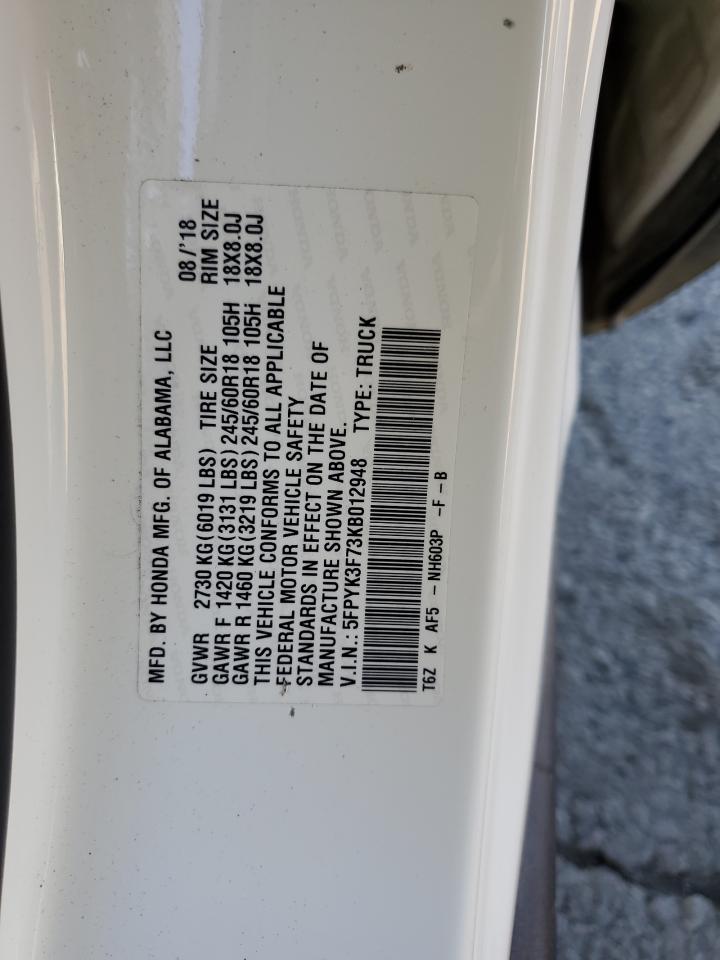 MFD. BY HONDA MFG. OF ALABAMA, LLC 08/'18
GVWR 2730 KG(6019 LBS) TIRE SIZE RIM SIZE
GAWR F 1420 KG(3131 LBS) 245/60R18 105H 18X8.0J
GAWR R 1460 KG(3219 LBS) 245/60R18 105H 18X8.0J
THIS VEHICLE CONFORMS TO ALL APPLICABLE
FEDERAL MOTOR VEHICLE SAFETY
STANDARDS IN EFFECT ON THE DATE OF
MANUFACTURE SHOWN ABOVE.
V.I.N.: 5FPYK3F73KB012948 TYPE: TRUCK
T6Z K AF5 - NH603P -F - B